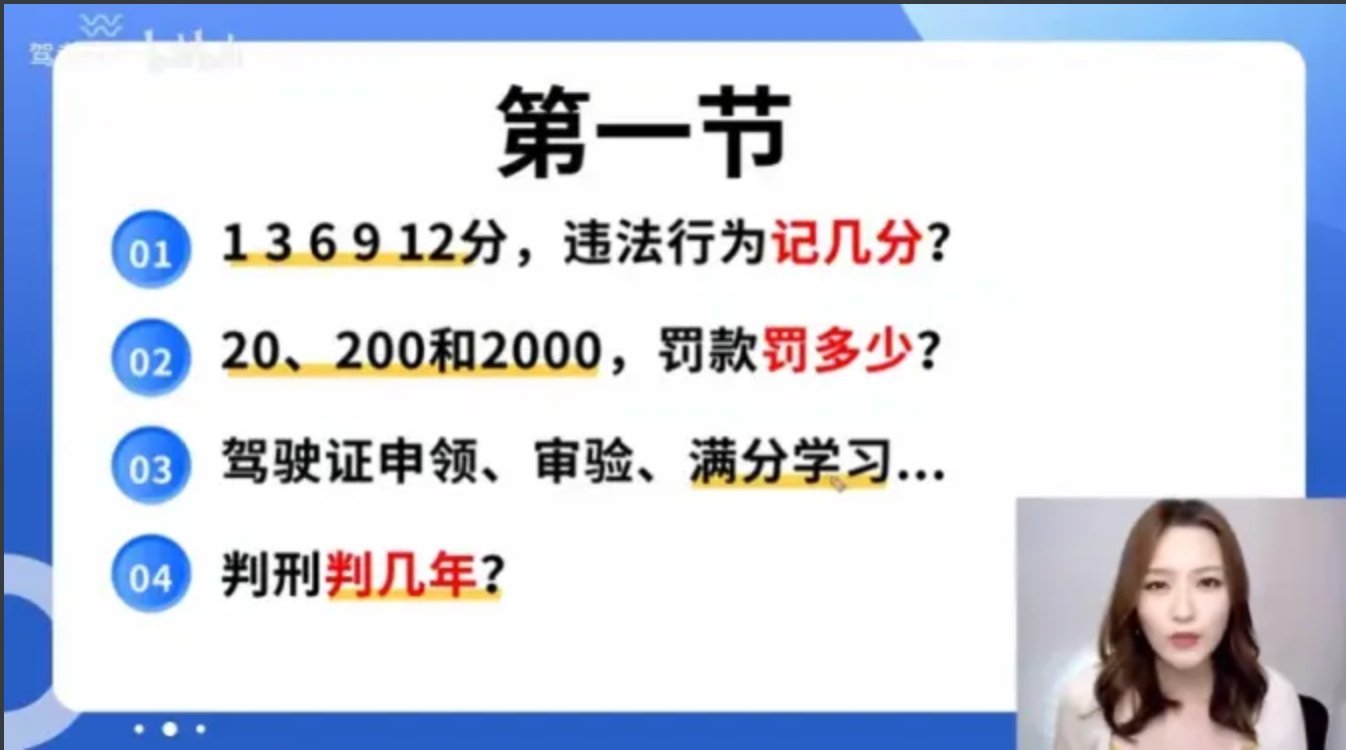 驾
第一节
01 1 3 6 9 12分，违法行为记几分？
02 20、200和2000，罚款罚多少？
03 驾驶证申领、审验、满分学习...
04 判刑判几年？